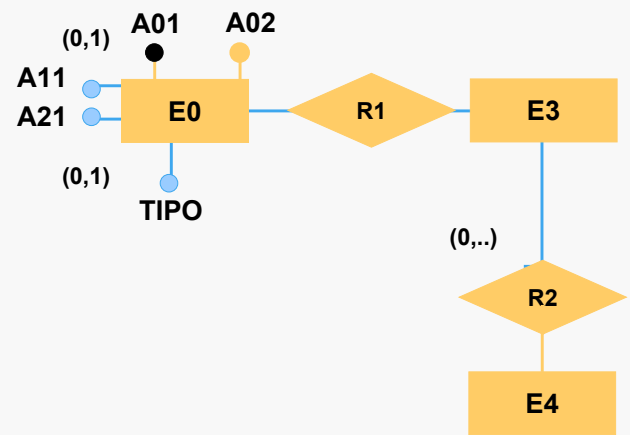 A01
A02
(0,1)
A11
A21
E0
R1
E3
(0,1)
TIPO
(0,..)
R2
E4